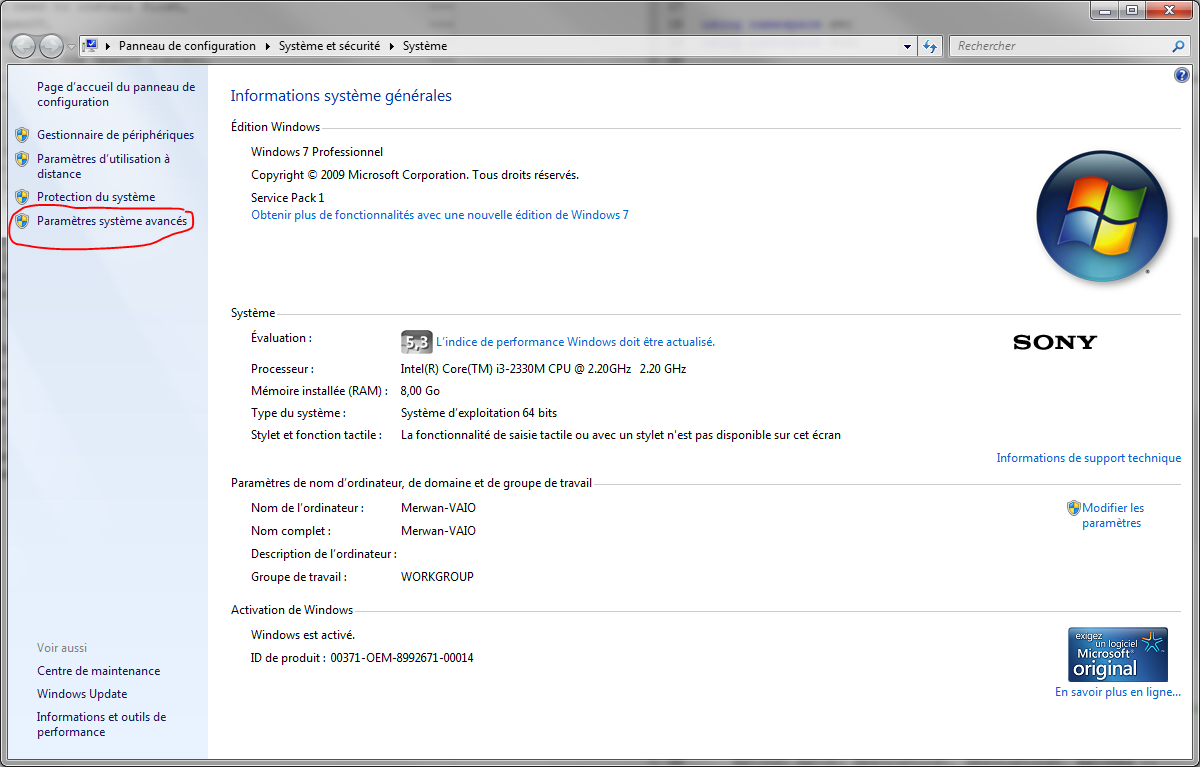 Panneau de configuration ▸ Système et sécurité ▸ Système
Rechercher
Page d'accueil du panneau de
configuration
Gestionnaire de périphériques
Paramètres d'utilisation à
distance
Protection du système
Paramètres système avancés
Voir aussi
Centre de maintenance
Windows Update
Informations et outils de
performance
Informations système générales
Édition Windows
Windows 7 Professionnel
Copyright © 2009 Microsoft Corporation. Tous droits réservés.
Service Pack 1
Obtenir plus de fonctionnalités avec une nouvelle édition de Windows 7
Système
Évaluation :
5,3 L'indice de performance Windows doit être actualisé.
Processeur : Intel(R) Core(TM) i3-2330M CPU @ 2.20GHz 2.20 GHz
Mémoire installée (RAM) : 8,00 Go
Type du système : Système d'exploitation 64 bits
Stylet et fonction tactile : La fonctionnalité de saisie tactile ou avec un stylet n'est pas disponible sur cet écran
SONY
Informations de support technique
Paramètres de nom d'ordinateur, de domaine et de groupe de travail
Nom de l'ordinateur : Merwan-VAIO
Nom complet : Merwan-VAIO
Description de l'ordinateur :
Groupe de travail : WORKGROUP
Modifier les
paramètres
Activation de Windows
Windows est activé.
ID de produit : 00371-OEM-8992671-00014
exigez
un logiciel
Microsoft®
original
En savoir plus en ligne...